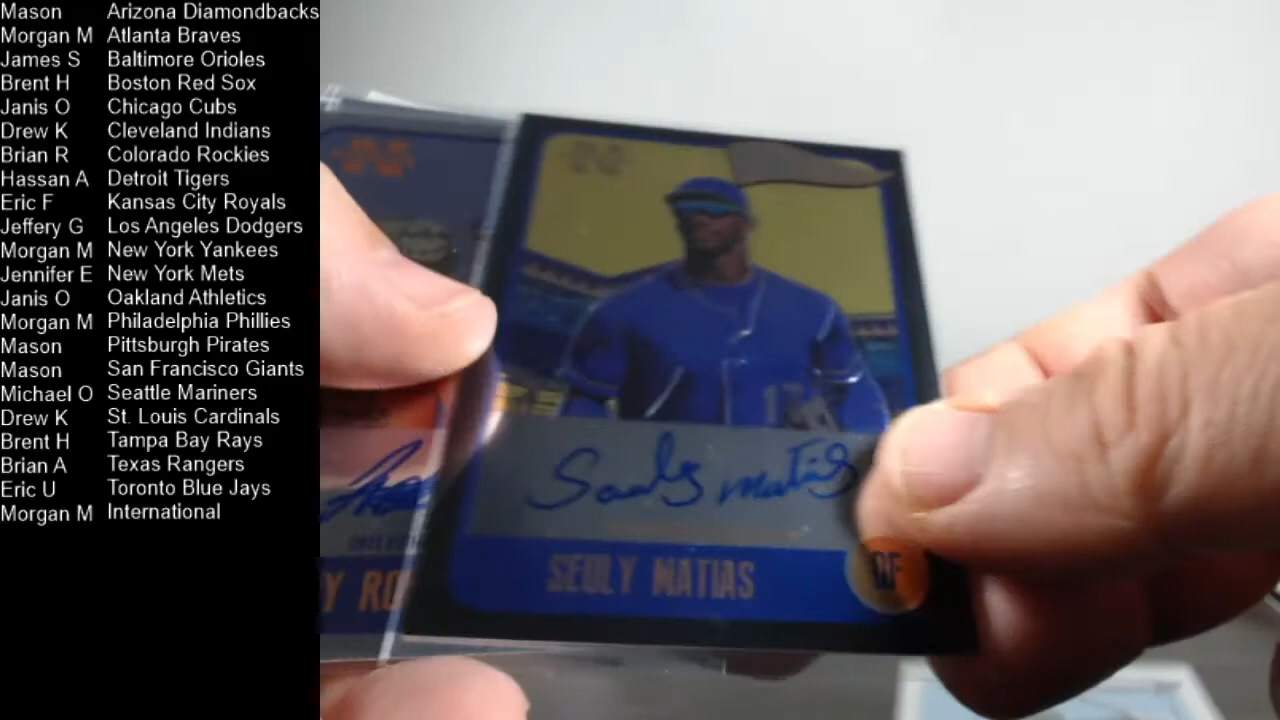 Mason Arizona Diamondbacks
Morgan M Atlanta Braves
James S Baltimore Orioles
Brent H Boston Red Sox
Janis O Chicago Cubs
Drew K Cleveland Indians
Brian R Colorado Rockies
Hassan A Detroit Tigers
Eric F Kansas City Royals
Jeffery G Los Angeles Dodgers
Morgan M New York Yankees
Jennifer E New York Mets
Janis O Oakland Athletics
Morgan M Philadelphia Phillies
Mason Pittsburgh Pirates
Mason San Francisco Giants
Michael O Seattle Mariners
Drew K St. Louis Cardinals
Brent H Tampa Bay Rays
Brian A Texas Rangers
Eric U Toronto Blue Jays
Morgan M International
Seuly Matias
SEULY MATIAS
OF
Y RO